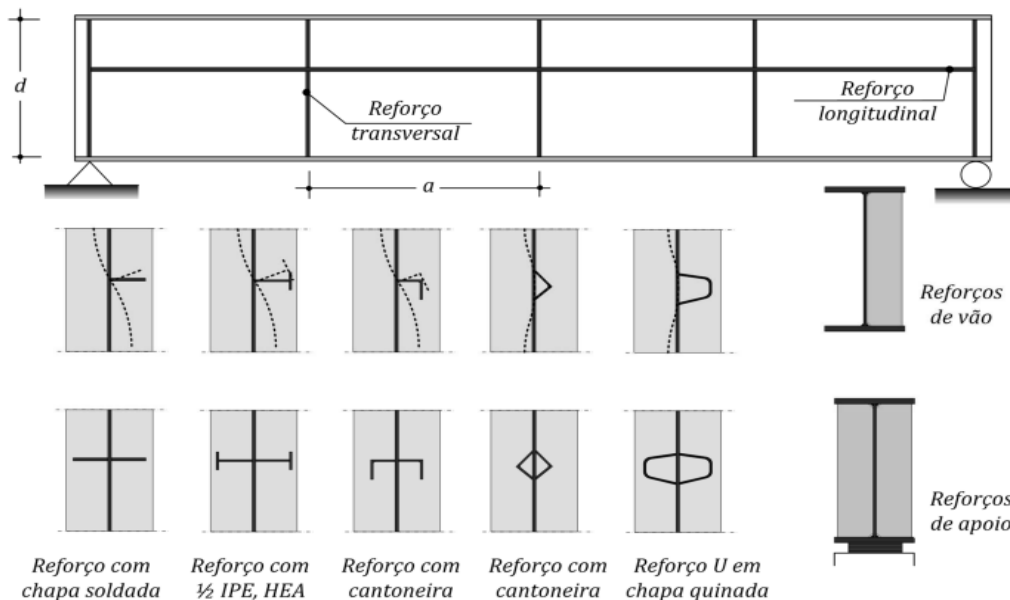 d
Reforço
transversal
Reforço
longitudinal
a
Reforços
de vão
Reforços
de apoio
Reforço com
chapa soldada
Reforço com
½ IPE, HEA
Reforço com
cantoneira
Reforço com
cantoneira
Reforço U em
chapa quinada